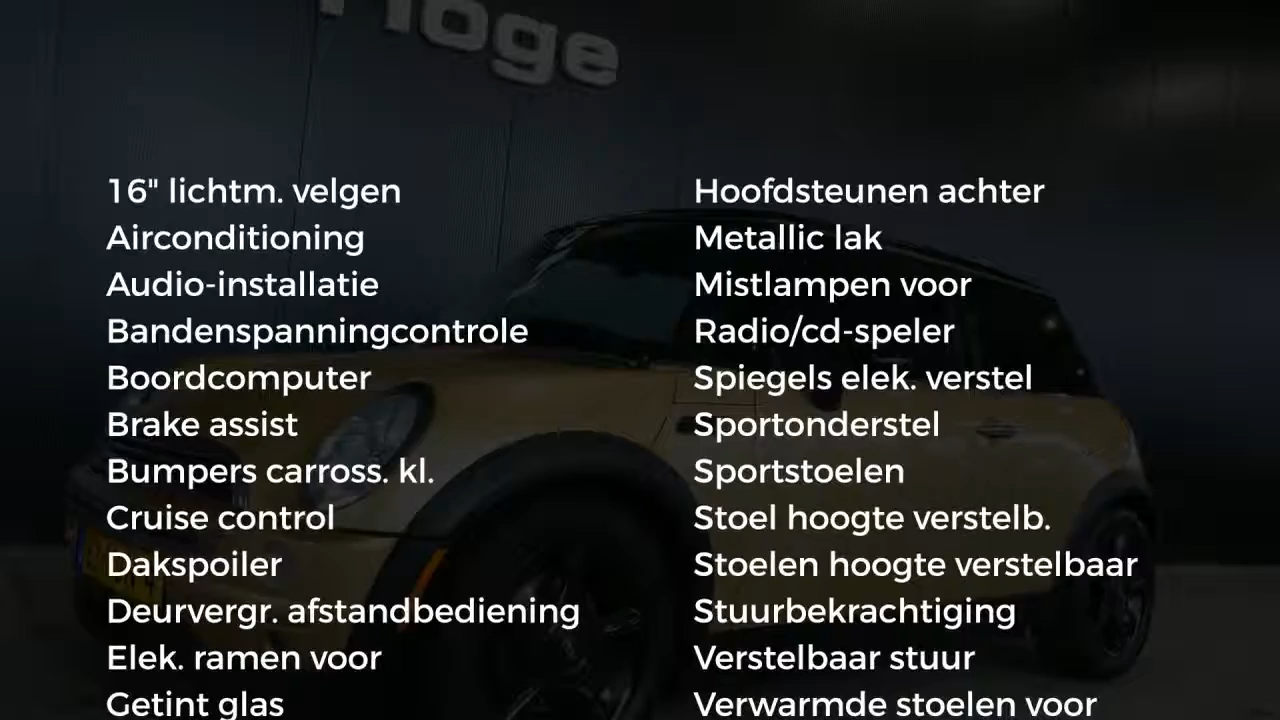 Hoge
16" lichtm. velgen
Airconditioning
Audio-installatie
Bandenspanningcontrole
Boordcomputer
Brake assist
Bumpers carross. kl.
Cruise control
Dakspoiler
Deurvergr. afstandbediening
Elek. ramen voor
Getint glas
Hoofdsteunen achter
Metallic lak
Mistlampen voor
Radio/cd-speler
Spiegels elek. verstel
Sportonderstel
Sportstoelen
Stoel hoogte verstelb.
Stoelen hoogte verstelbaar
Stuurbekrachtiging
Verstelbaar stuur
Verwarmde stoelen voor